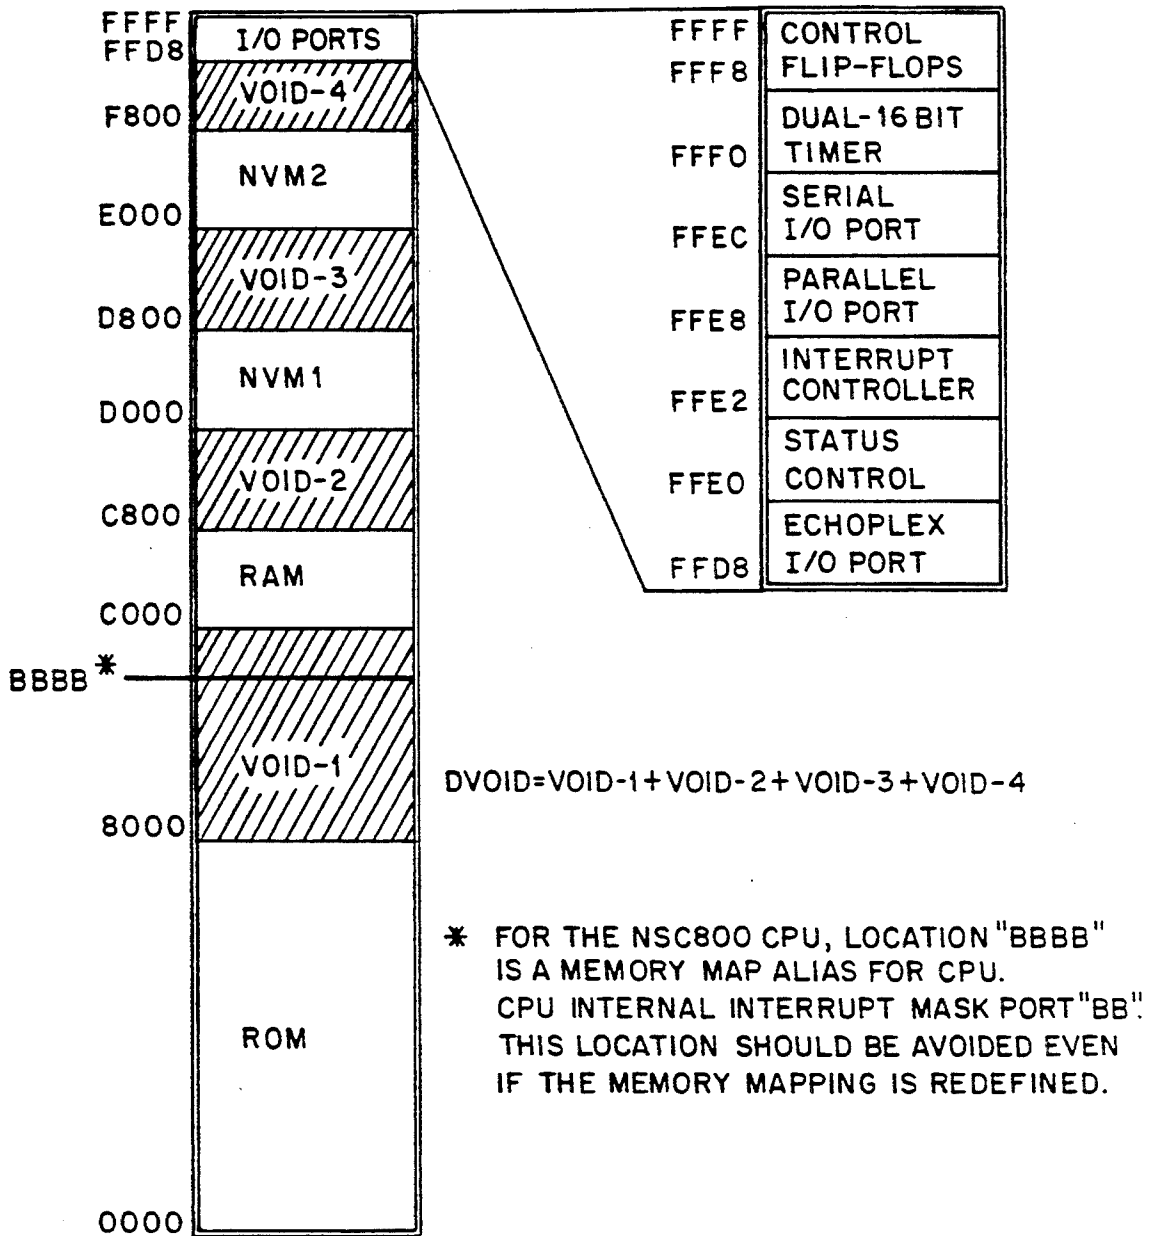 FFFF
FFD8
I/O PORTS
VOID-4
F800
NVM2
E000
VOID-3
D800
NVM1
D000
VOID-2
C800
RAM
C000
BBBB *
VOID-1
8000
ROM
0000
FFFF
CONTROL
FFF8
FLIP-FLOPS
DUAL-16 BIT
FFF0
TIMER
SERIAL
FFEC
I/O PORT
PARALLEL
FFE8
I/O PORT
INTERRUPT
FFE2
CONTROLLER
STATUS
FFE0
CONTROL
ECHOPLEX
FFD8
I/O PORT
DVOID=VOID-1+VOID-2+VOID-3+VOID-4
* FOR THE NSC800 CPU, LOCATION "BBBB"
IS A MEMORY MAP ALIAS FOR CPU.
CPU INTERNAL INTERRUPT MASK PORT "BB".
THIS LOCATION SHOULD BE AVOIDED EVEN
IF THE MEMORY MAPPING IS REDEFINED.